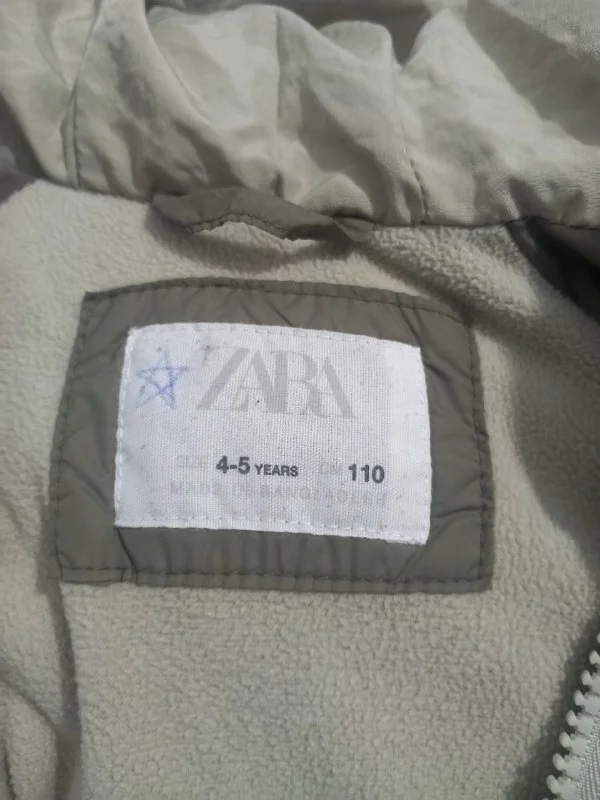 ZARA
SIZE 4-5 YEARS CM 110
MADE IN BANGLADESH